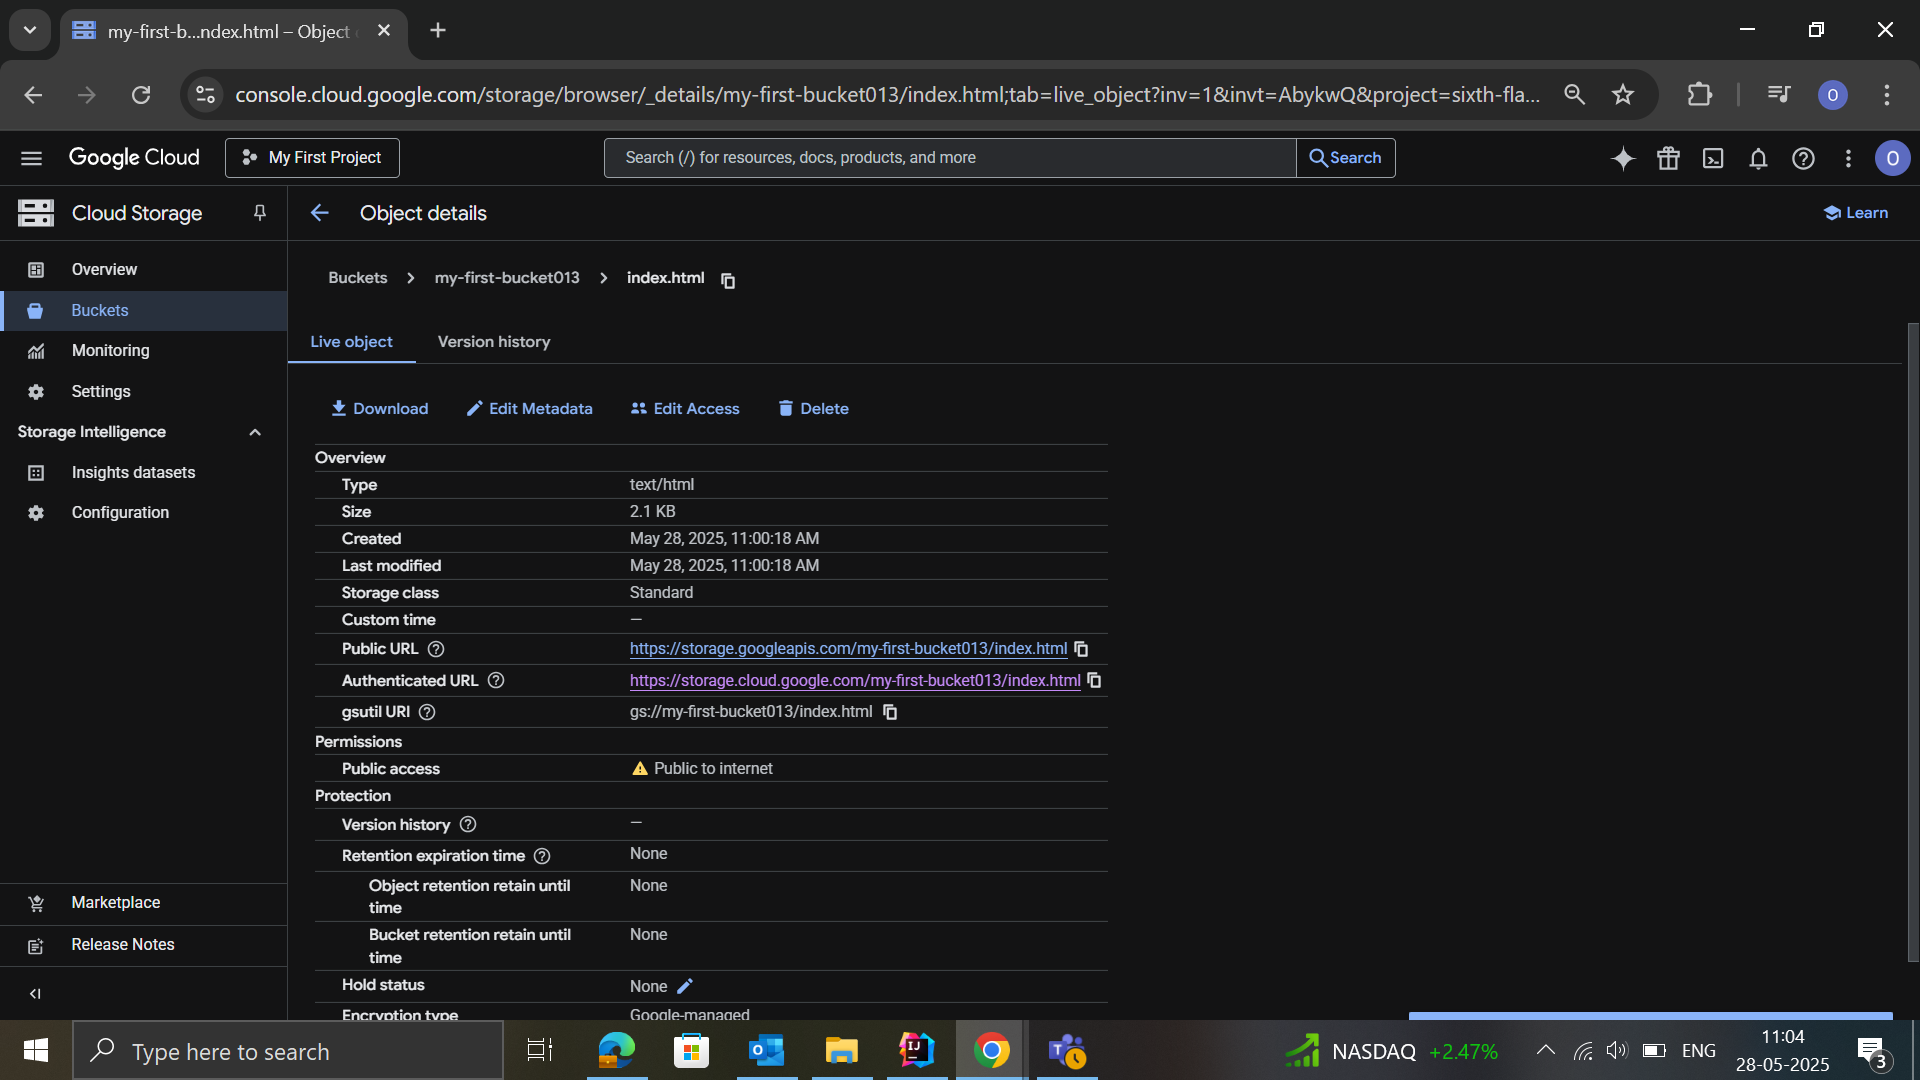 my-first-b...ndex.html – Object
console.cloud.google.com/storage/browser/_details/my-first-bucket013/index.html;tab=live_object?inv=1&invt=AbykwQ&project=sixth-fla...
O
Google Cloud
My First Project
Search (/) for resources, docs, products, and more
Search
O
Cloud Storage
Object details
Learn
Overview
Buckets
Monitoring
Settings
Storage Intelligence
Insights datasets
Configuration
Marketplace
Release Notes
Buckets
my-first-bucket013
index.html
Live object
Version history
Download
Edit Metadata
Edit Access
Delete
Overview
Type text/html
Size 2.1 KB
Created May 28, 2025, 11:00:18 AM
Last modified May 28, 2025, 11:00:18 AM
Storage class Standard
Custom time —
Public URL https://storage.googleapis.com/my-first-bucket013/index.html
Authenticated URL https://storage.cloud.google.com/my-first-bucket013/index.html
gsutil URI gs://my-first-bucket013/index.html
Permissions
Public access Public to internet
Protection
Version history —
Retention expiration time None
Object retention retain until None
time
Bucket retention retain until None
time
Hold status None
Encryption type Google-managed
Type here to search
NASDAQ +2.47%
ENG
11:04
28-05-2025
3